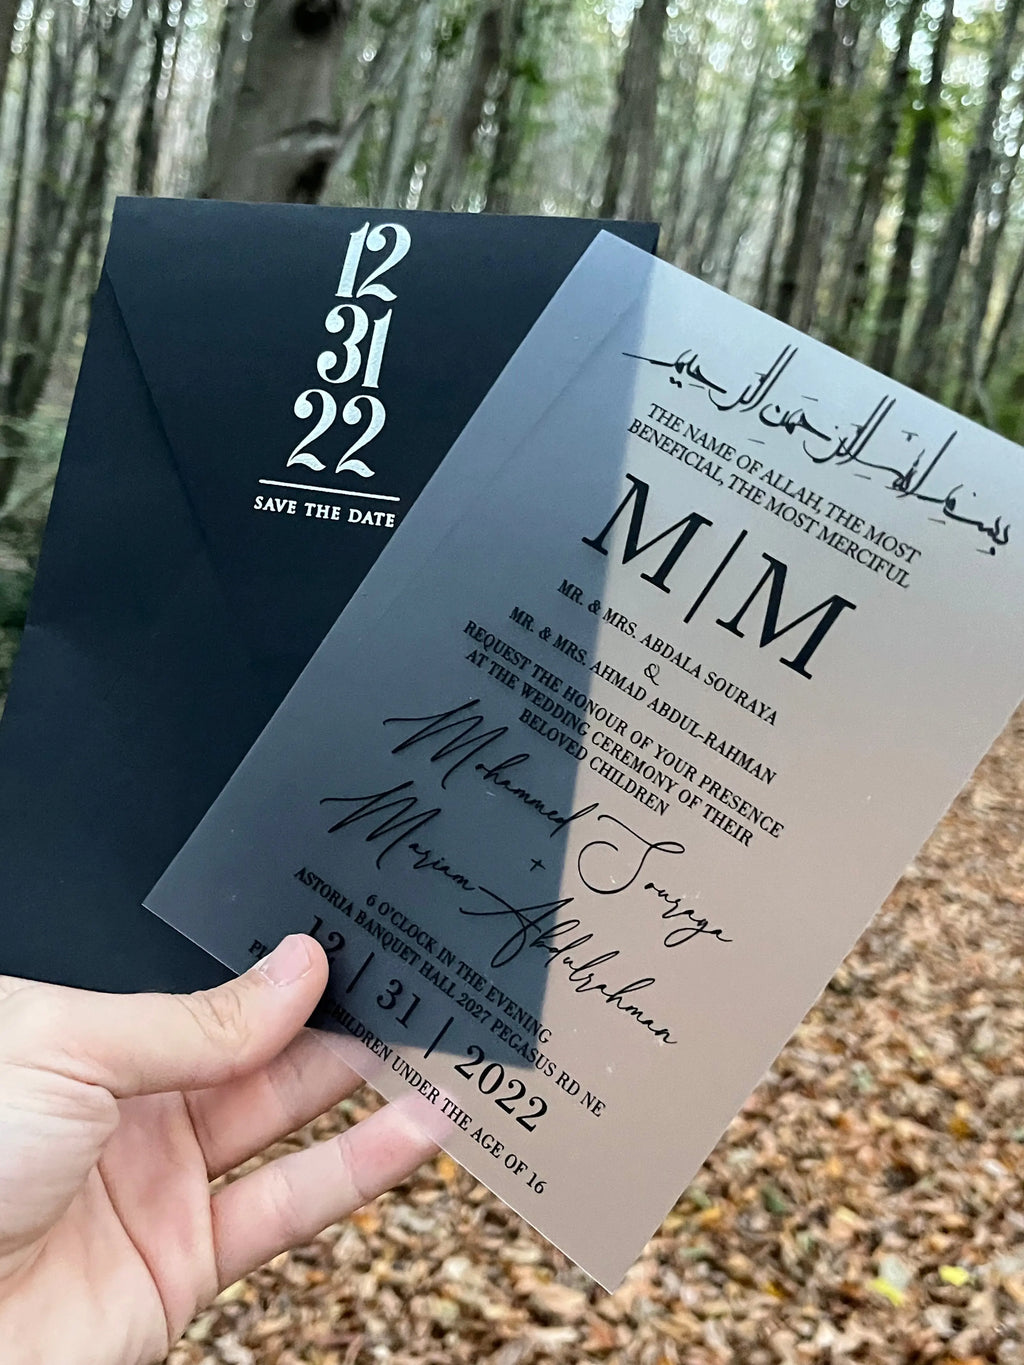 12
31
22
SAVE THE DATE
بسم الله الرحمن الرحيم
THE NAME OF ALLAH, THE MOST
BENEFICIAL, THE MOST MERCIFUL
M|M
MR. & MRS. ABDALA SOURAYA
&
MR. & MRS. AHMAD ABDUL-RAHMAN
REQUEST THE HONOUR OF YOUR PRESENCE
AT THE WEDDING CEREMONY OF THEIR
BELOVED CHILDREN
Mohammed Souraya
+
Mariam Abdulrahman
6 O'CLOCK IN THE EVENING
ASTORIA BANQUET HALL 2027 PEGASUS RD NE
12 | 31 | 2022
CHILDREN UNDER THE AGE OF 16